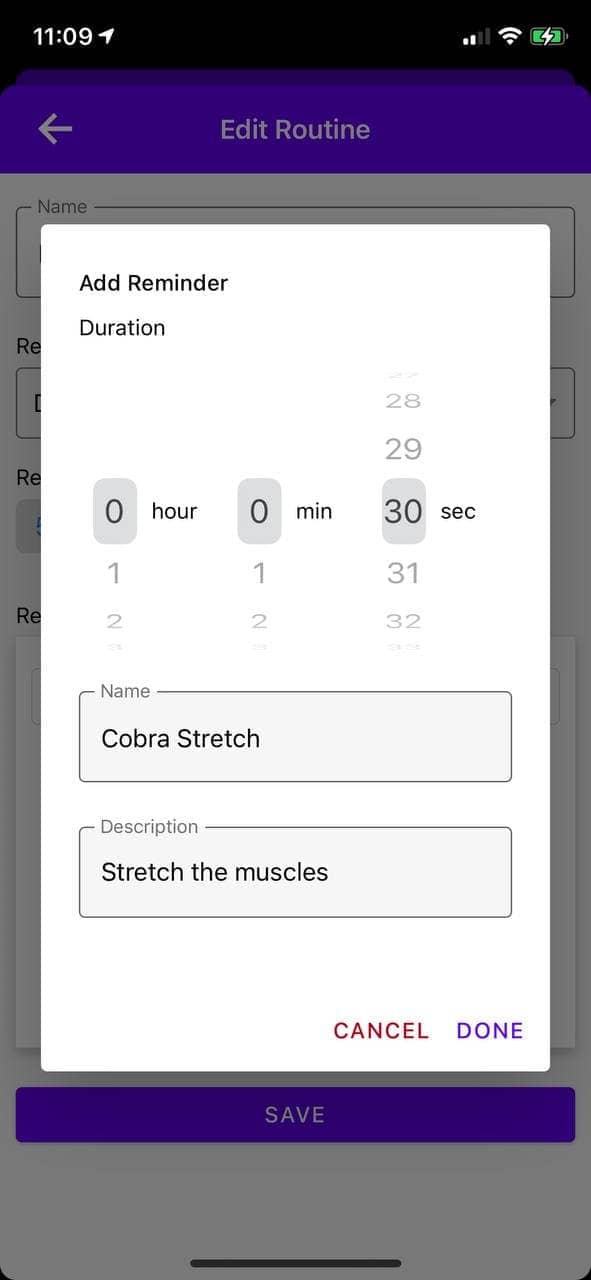 11:09
Edit Routine
Name
Add Reminder
Duration
Re
28
29
Re
0 hour 0 min 30 sec
1 1 31
Re
2 2 32
Name
Cobra Stretch
Description
Stretch the muscles
CANCEL DONE
SAVE